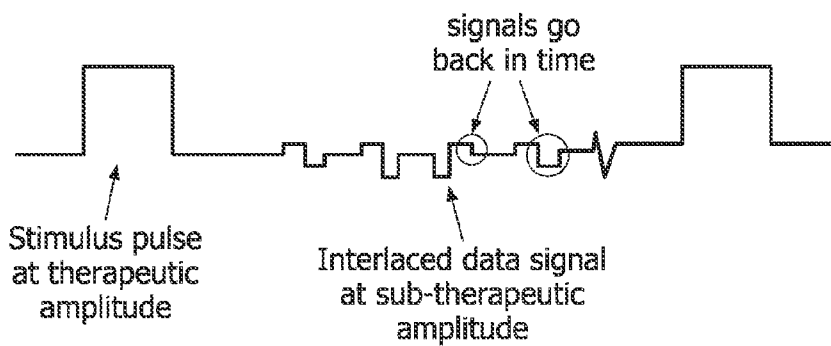 signals go
back in time
Stimulus pulse
at therapeutic
amplitude
Interlaced data signal
at sub-therapeutic
amplitude